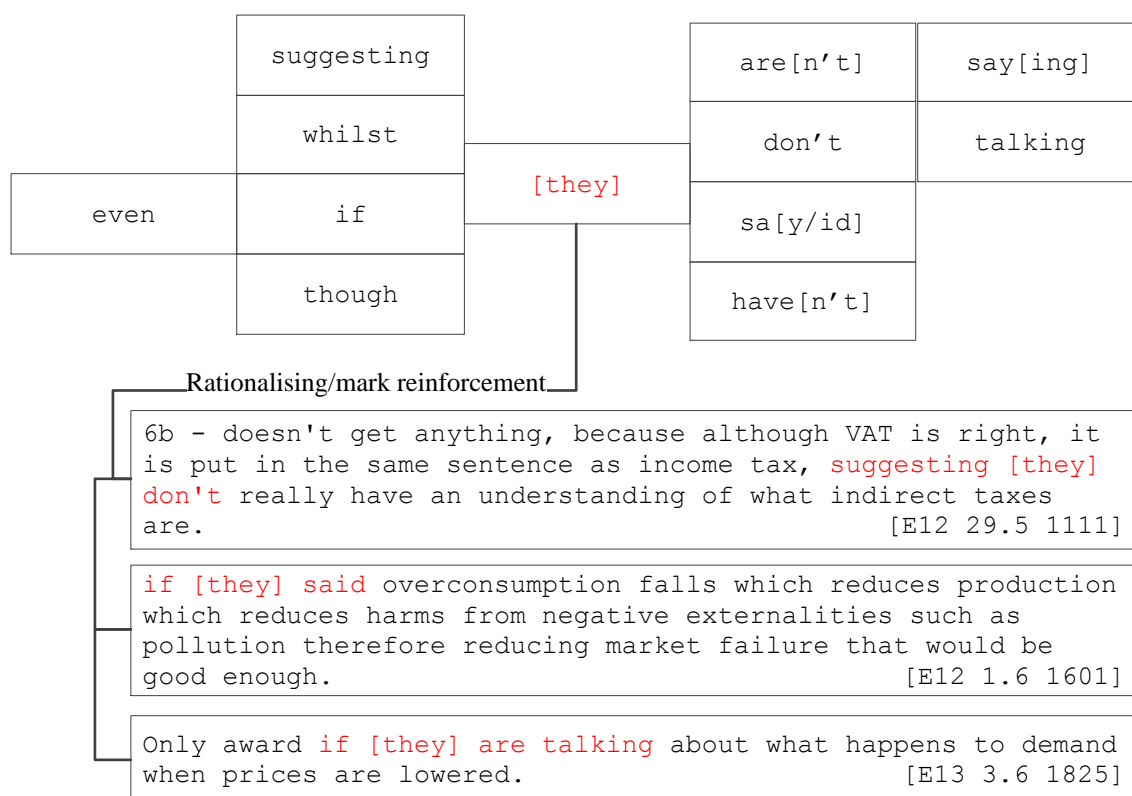 suggesting
whilst
even
if
though
[they]
are[n’t]
say[ing]
don’t
talking
sa[y/id]
have[n’t]
Rationalising/mark reinforcement
6b - doesn't get anything, because although VAT is right, it
is put in the same sentence as income tax, suggesting [they]
don't really have an understanding of what indirect taxes
are. [E12 29.5 1111]
if [they] said overconsumption falls which reduces production
which reduces harms from negative externalities such as
pollution therefore reducing market failure that would be
good enough. [E12 1.6 1601]
Only award if [they] are talking about what happens to demand
when prices are lowered. [E13 3.6 1825]